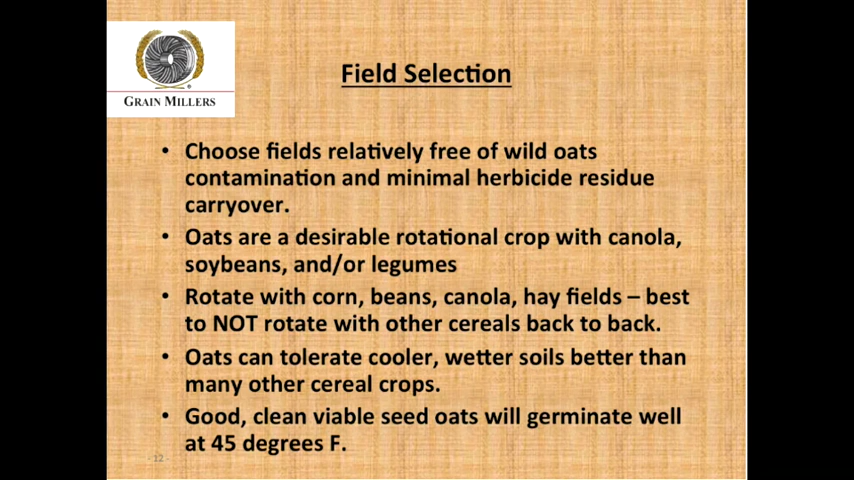 GRAIN MILLERS
Field Selection
• Choose fields relatively free of wild oats
contamination and minimal herbicide residue
carryover.
• Oats are a desirable rotational crop with canola,
soybeans, and/or legumes
• Rotate with corn, beans, canola, hay fields – best
to NOT rotate with other cereals back to back.
• Oats can tolerate cooler, wetter soils better than
many other cereal crops.
• Good, clean viable seed oats will germinate well
at 45 degrees F.
- 12 -